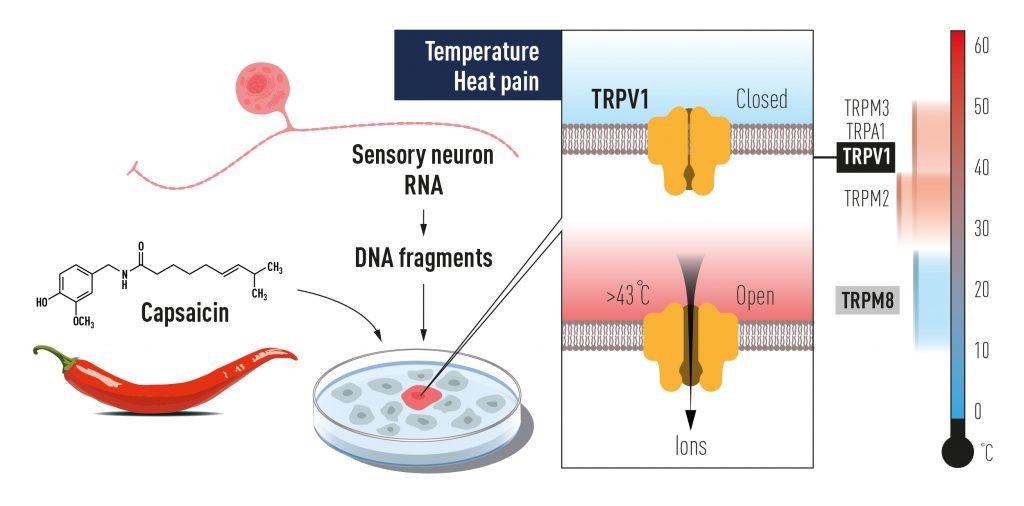 Temperature
Heat pain
Sensory neuron
RNA
DNA fragments
O
N
H
CH₃
CH₃
HO
OCH₃
Capsaicin
TRPV1
Closed
>43°C
Open
Ions
TRPM3
TRPA1
TRPV1
TRPM2
TRPM8
60
50
40
30
20
10
0
°C